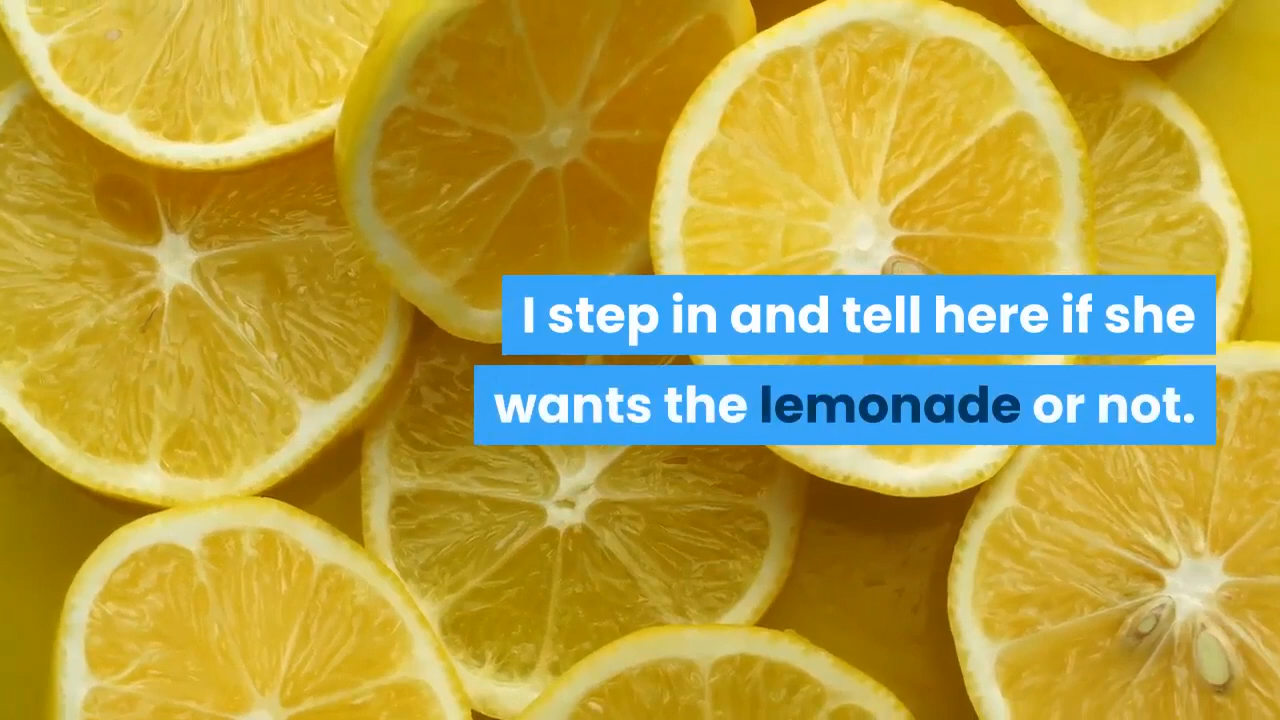 I step in and tell here if she
wants the lemonade or not.